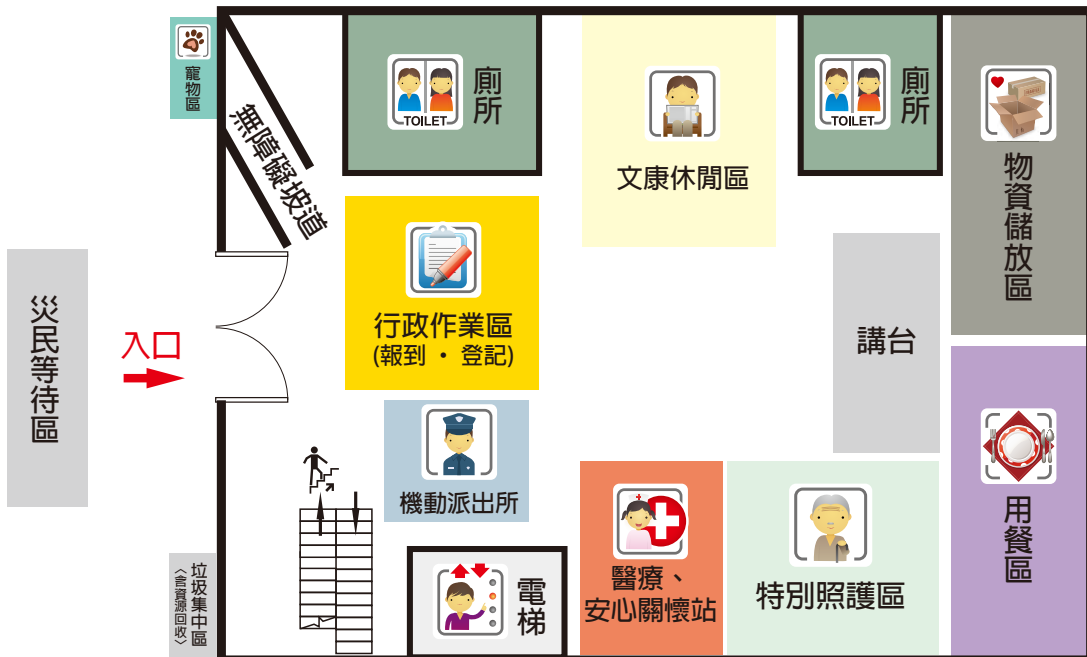 寵物區
無障礙坡道
TOILET
廁所
文康休閒區
TOILET
廁所
物資儲放區
災民等待區
入口
行政作業區
(報到 ・ 登記)
講台
機動派出所
用餐區
垃圾集中區
〈含資源回收〉
電梯
醫療、
安心關懷站
特別照護區